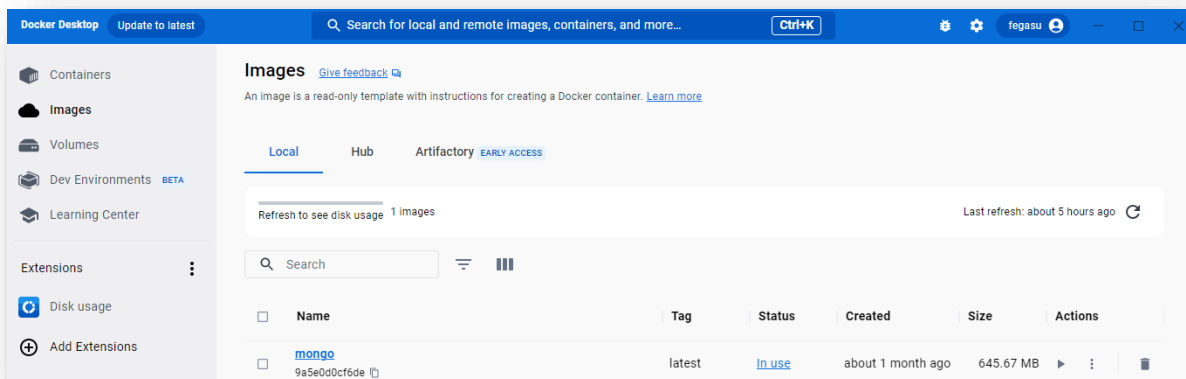 Docker Desktop Update to latest Search for local and remote images, containers, and more... Ctrl+K fegasu
Containers
Images
Volumes
Dev Environments BETA
Learning Center
Extensions
Disk usage
Add Extensions
Images Give feedback
An image is a read-only template with instructions for creating a Docker container. Learn more
Local Hub Artifactory EARLY ACCESS
Refresh to see disk usage 1 images Last refresh: about 5 hours ago
Search
Name Tag Status Created Size Actions
mongo latest In use about 1 month ago 645.67 MB
9a5e0d0cf6de